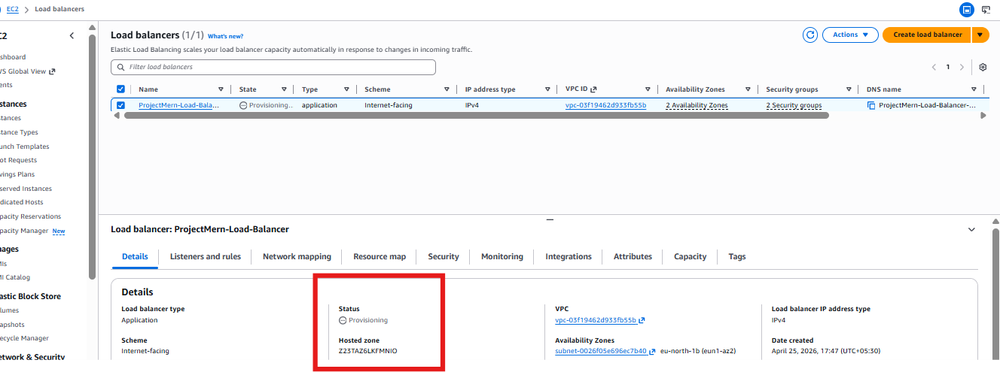 EC2 > Load balancers
C2
shboard
VS Global View
ents
stances
stances
stance Types
unch Templates
ot Requests
vings Plans
served Instances
dicated Hosts
pacity Reservations
pacity Manager New
nages
MIs
MI Catalog
astic Block Store
lumes
apshots
ecycle Manager
etwork & Security
Load balancers (1/1) What's new?
Actions
Create load balancer
Elastic Load Balancing scales your load balancer capacity automatically in response to changes in incoming traffic.
Filter load balancers
1
Name State Type Scheme IP address type VPC ID Availability Zones Security groups DNS name
ProjectMern-Load-Bala... Provisioning.. application Internet-facing IPv4 vpc-03f19462d933fb55b 2 Availability Zones 2 Security groups ProjectMern-Load-Balancer-...
Load balancer: ProjectMern-Load-Balancer
Details Listeners and rules Network mapping Resource map Security Monitoring Integrations Attributes Capacity Tags
Details
Load balancer type
Application
Scheme
Internet-facing
Status
Provisioning
Hosted zone
Z23TAZ6LKFMNIO
VPC
vpc-03f19462d933fb55b
Availability Zones
subnet-0026f05e696ec7b40 eu-north-1b (eun1-az2)
Load balancer IP address type
IPv4
Date created
April 25, 2026, 17:47 (UTC+05:30)